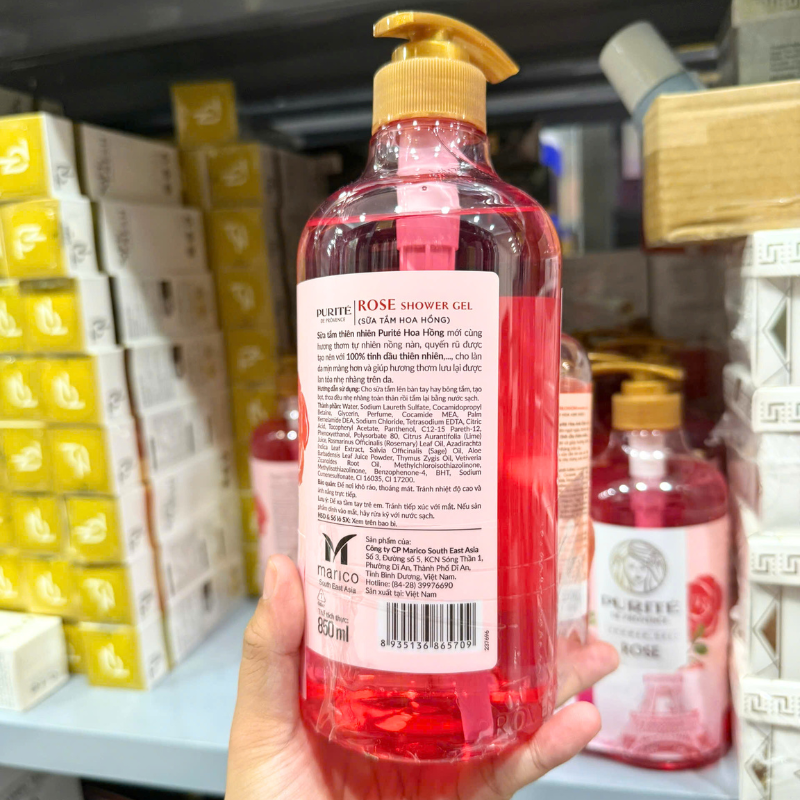 PURITÉ
DE PROVENCE
ROSE SHOWER GEL
(SỮA TẮM HOA HỒNG)
Sữa tắm thiên nhiên Purité Hoa Hồng mới cùng
hương thơm tự nhiên nồng nàn, quyến rũ được
tạo nên với 100% tinh dầu thiên nhiên,..., cho làn
da mịn màng hơn và giúp hương thơm lưu lại được
lan tỏa nhẹ nhàng trên da.
Hướng dẫn sử dụng: Cho sữa tắm lên bàn tay hay bông tắm, tạo
bọt, thoa đều nhẹ nhàng toàn thân rồi tắm lại bằng nước sạch.
Thành phần: Water, Sodium Laureth Sulfate, Cocamidopropyl
Betaine, Glycerin, Perfume, Cocamide MEA, Palm
Kernelamide DEA, Sodium Chloride, Tetrasodium EDTA, Citric
Acid, Tocopheryl Acetate, Panthenol, C12-15 Pareth-12,
Phenoxyethanol, Polysorbate 80, Citrus Aurantifolia (Lime)
Juice, Rosmarinus Officinalis (Rosemary) Leaf Oil, Azadirachta
Indica Leaf Extract, Salvia Officinalis (Sage) Oil, Aloe
Barbadensis Leaf Juice Powder, Thymus Zygis Oil, Vetiveria
Zizanoides Root Oil, Methylchloroisothiazolinone,
Methylisothiazolinone, Benzophenone-4, BHT, Sodium
Cumenesulfonate, CI 16035, CI 17200.
Bảo quản: Để nơi khô ráo, thoáng mát. Tránh nhiệt độ cao và
ánh nắng trực tiếp.
Lưu ý: Để xa tầm tay trẻ em. Tránh tiếp xúc với mắt. Nếu sản
phẩm dính vào mắt, hãy rửa kỹ với nước sạch.
NSD & Số lô SX: Xem trên bao bì.
marico
South East Asia
Sản phẩm của:
Công ty CP Marico South East Asia
Số 3, Đường số 5, KCN Sóng Thần 1,
Phường Dĩ An, Thành Phố Dĩ An,
Tỉnh Bình Dương, Việt Nam.
Hotline: (84-28) 39976690
Sản xuất tại: Việt Nam
Thể tích thực:
850 ml
8 935136 865709
237696
PURITÉ
DE PROVENCE
ROSE